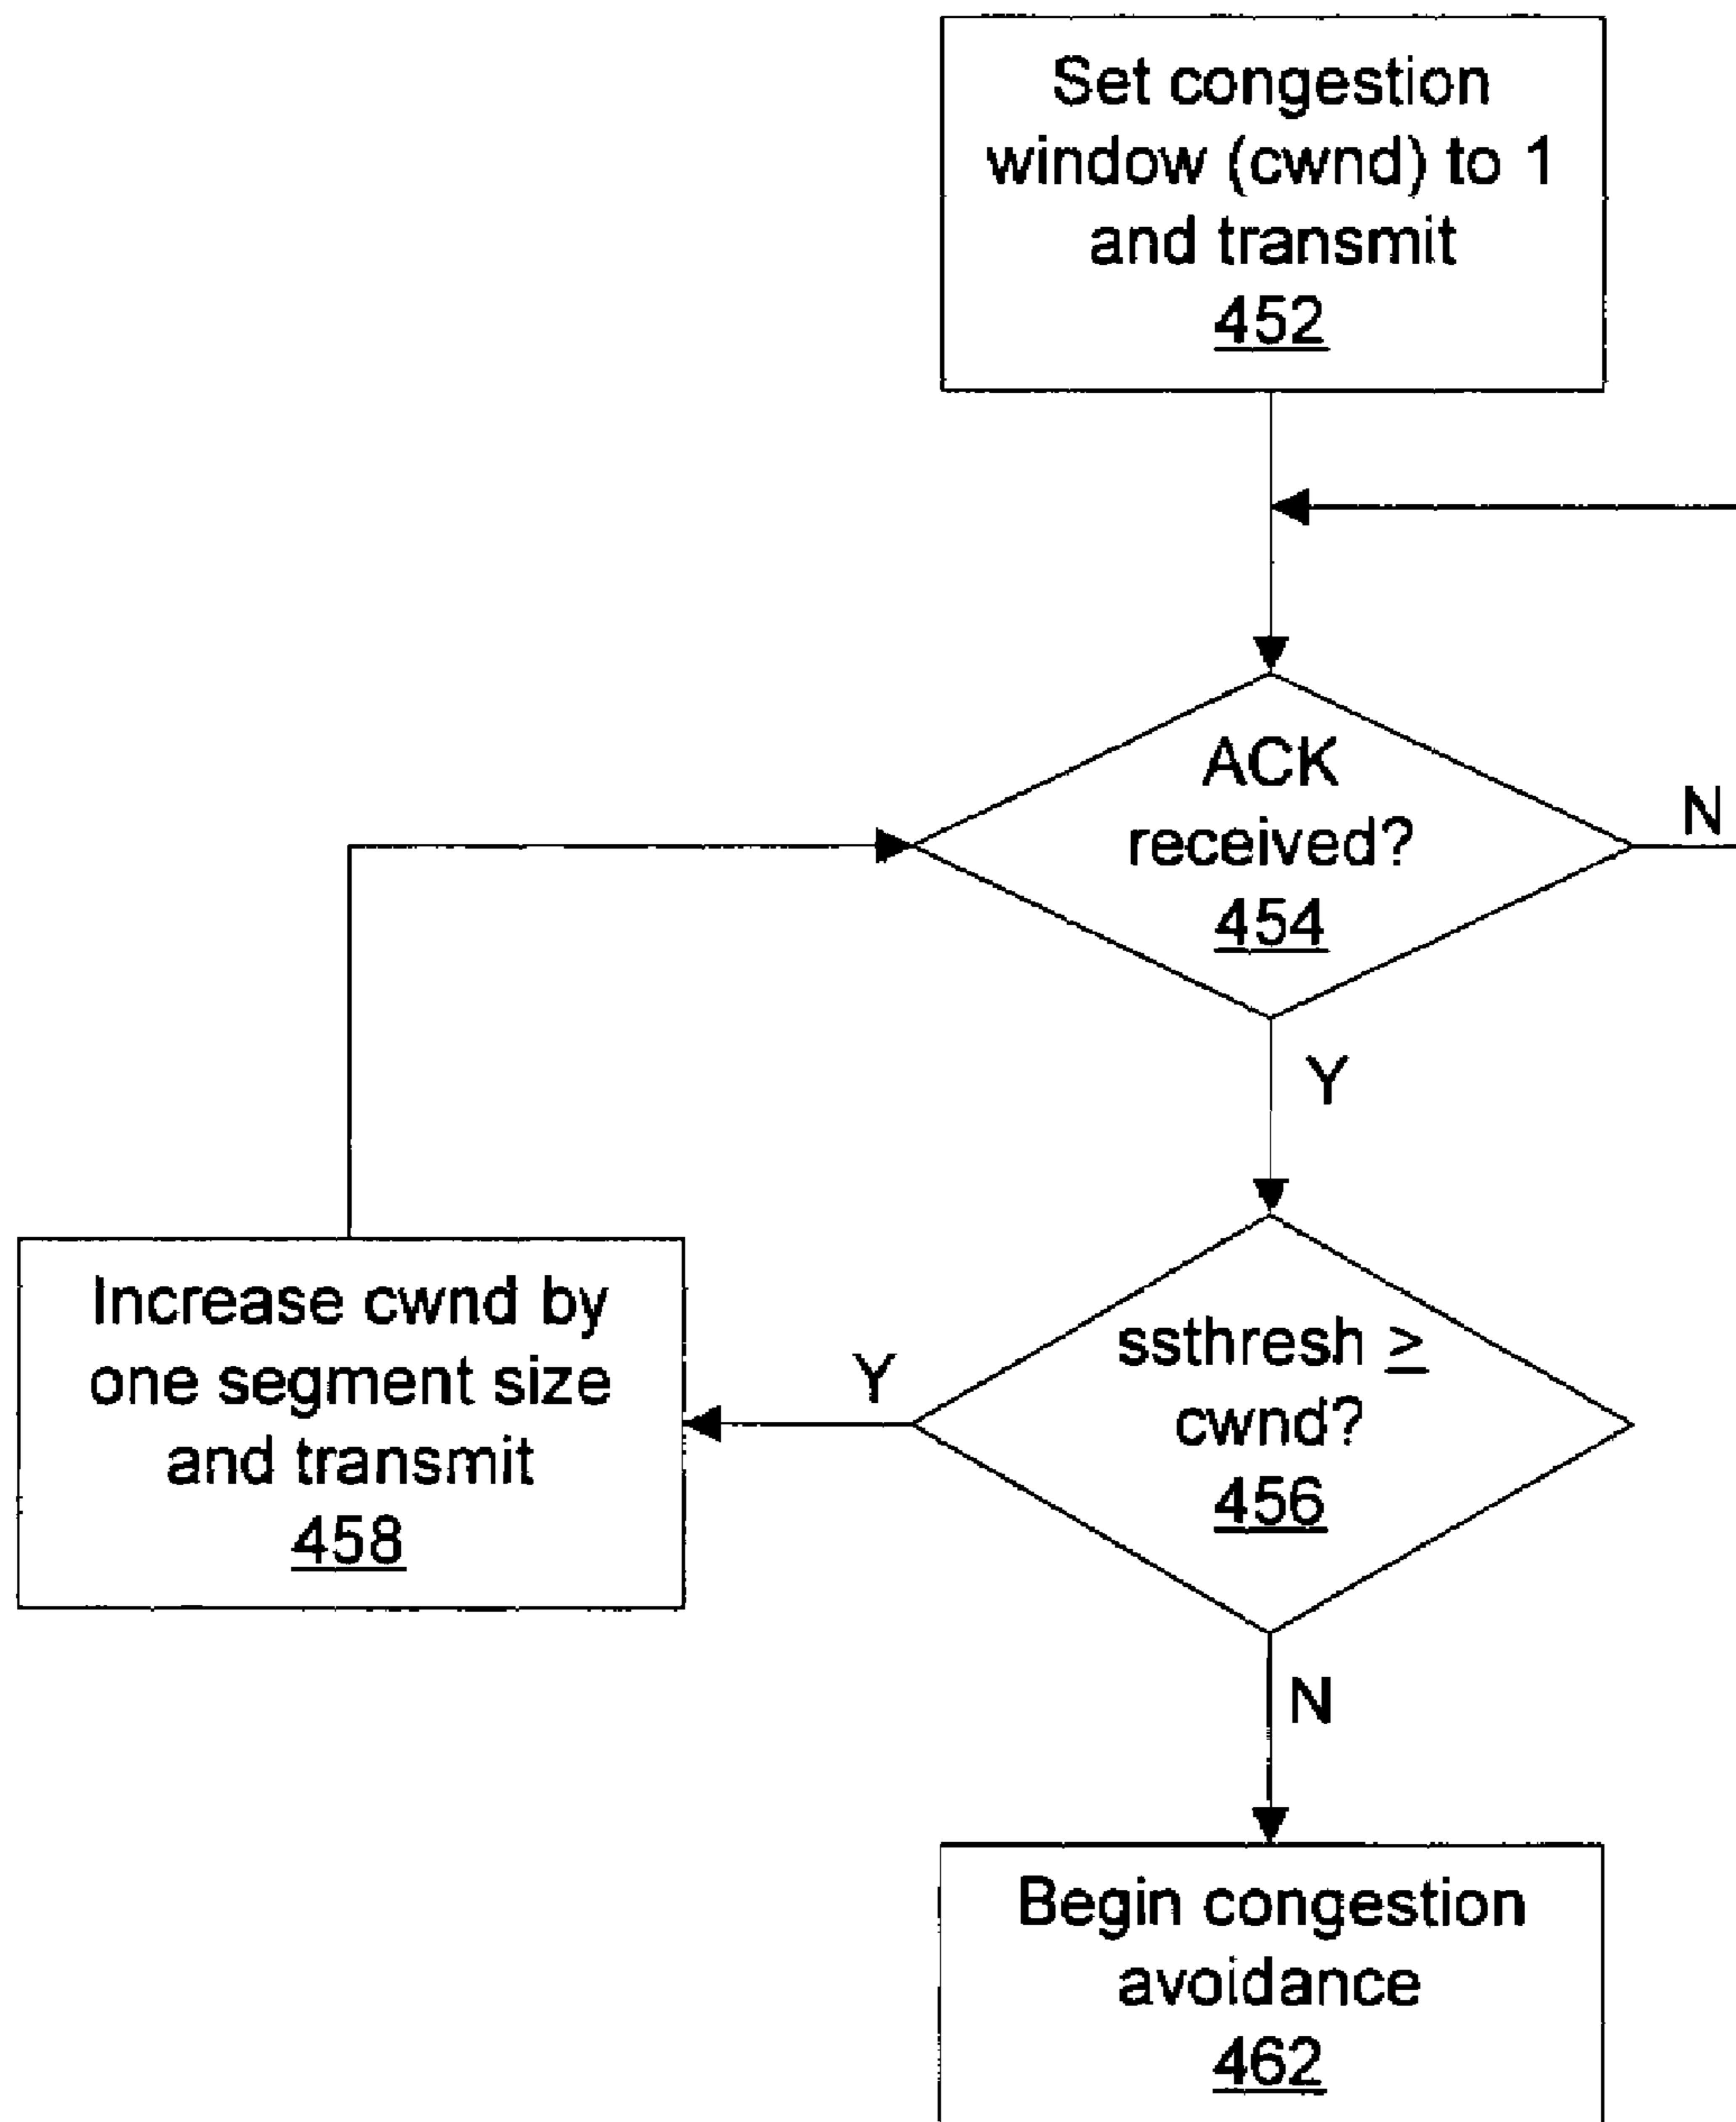 Set congestion
window (cwnd) to 1
and transmit
452
ACK
received?
454
N
Y
Increase cwnd by
one segment size
and transmit
458
Y
ssthresh ≥
cwnd?
456
N
Begin congestion
avoidance
462